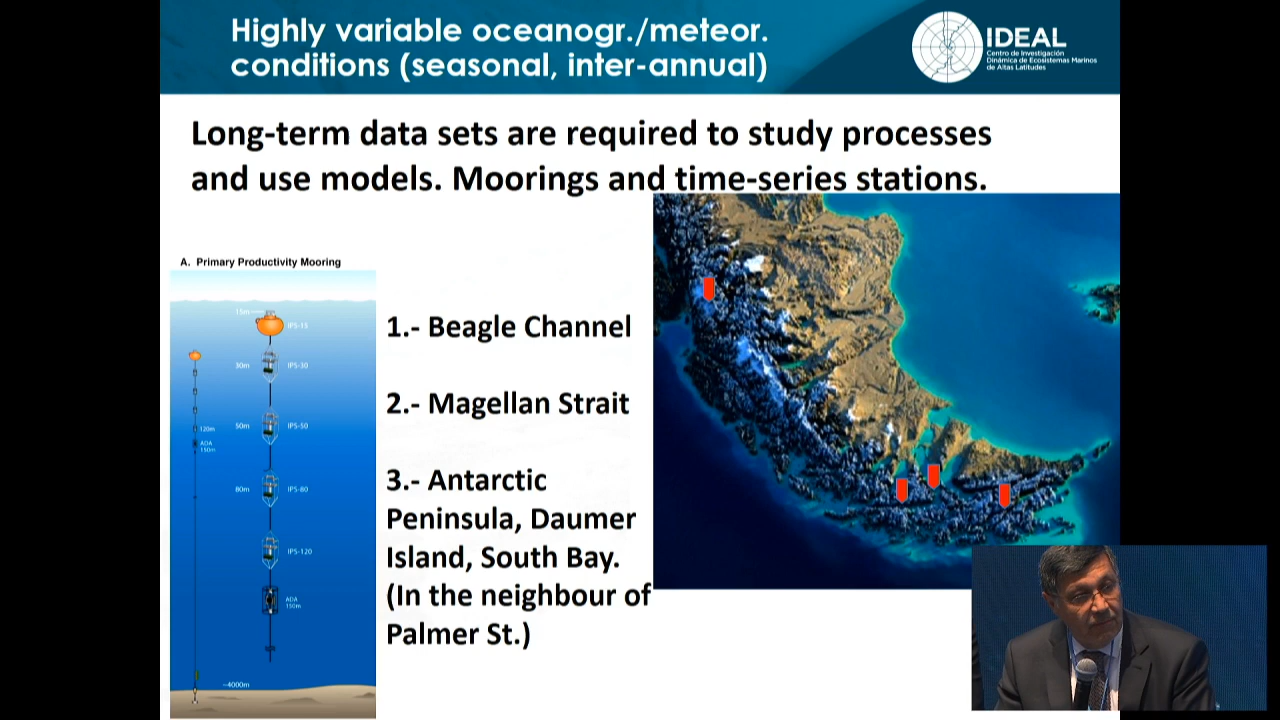 Highly variable oceanogr./meteor.
conditions (seasonal, inter-annual)
IDEAL
Centro de Investigación
Dinámica de Ecosistemas Marinos
de Altas Latitudes
Long-term data sets are required to study processes
and use models. Moorings and time-series stations.
A. Primary Productivity Mooring
15m
IPS-15
30m
IPS-30
50m
IPS-50
120m
ADA
150m
80m
IPS-80
IPS-120
ADA
150m
~4000m
1.- Beagle Channel
2.- Magellan Strait
3.- Antarctic
Peninsula, Daumer
Island, South Bay.
(In the neighbour of
Palmer St.)